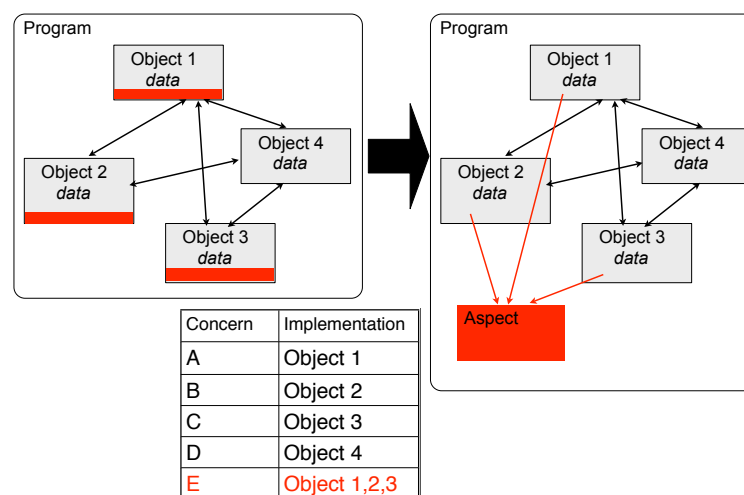 Program
Object 1
data
Object 4
data
Object 2
data
Object 3
data
Program
Object 1
data
Object 4
data
Object 2
data
Object 3
data
Aspect
Concern Implementation
A Object 1
B Object 2
C Object 3
D Object 4
E Object 1,2,3